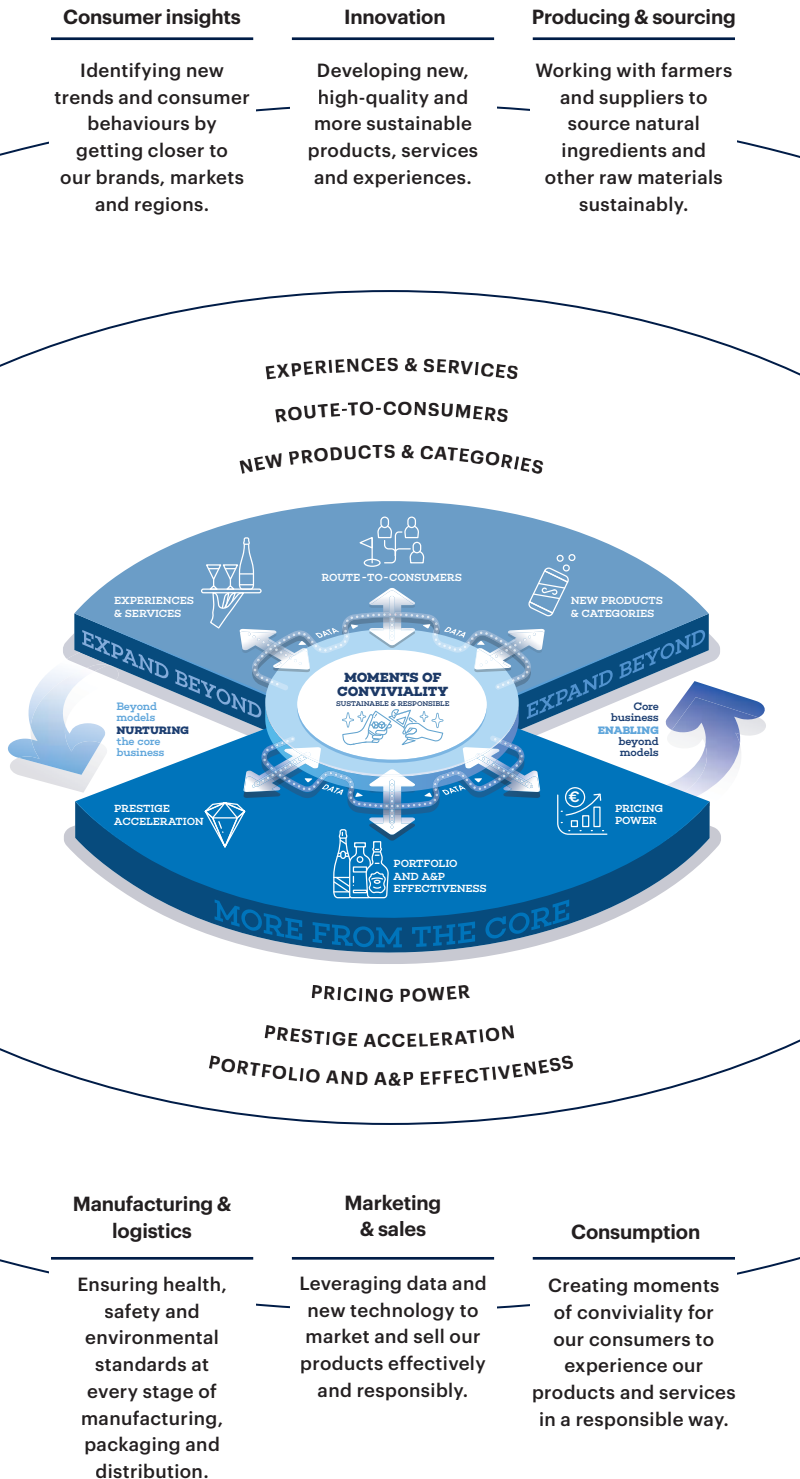 Consumer insights
Identifying new
trends and consumer
behaviours by
getting closer to
our brands, markets
and regions.
Innovation
Developing new,
high-quality and
more sustainable
products, services
and experiences.
Producing & sourcing
Working with farmers
and suppliers to
source natural
ingredients and
other raw materials
sustainably.
EXPERIENCES & SERVICES
ROUTE-TO-CONSUMERS
NEW PRODUCTS & CATEGORIES
ROUTE-TO-CONSUMERS
EXPERIENCES
& SERVICES
NEW PRODUCTS
& CATEGORIES
DATA
DATA
EXPAND BEYOND
EXPAND BEYOND
MOMENTS OF
CONVIVIALITY
SUSTAINABLE & RESPONSIBLE
Beyond
models
NURTURING
the core
business
Core
business
ENABLING
beyond
models
DATA
DATA
PRESTIGE
ACCELERATION
€
PRICING
POWER
PORTFOLIO
AND A&P
EFFECTIVENESS
MORE FROM THE CORE
PRICING POWER
PRESTIGE ACCELERATION
PORTFOLIO AND A&P EFFECTIVENESS
Manufacturing &
logistics
Ensuring health,
safety and
environmental
standards at
every stage of
manufacturing,
packaging and
distribution.
Marketing
& sales
Leveraging data and
new technology to
market and sell our
products effectively
and responsibly.
Consumption
Creating moments
of conviviality for
our consumers to
experience our
products and services
in a responsible way.